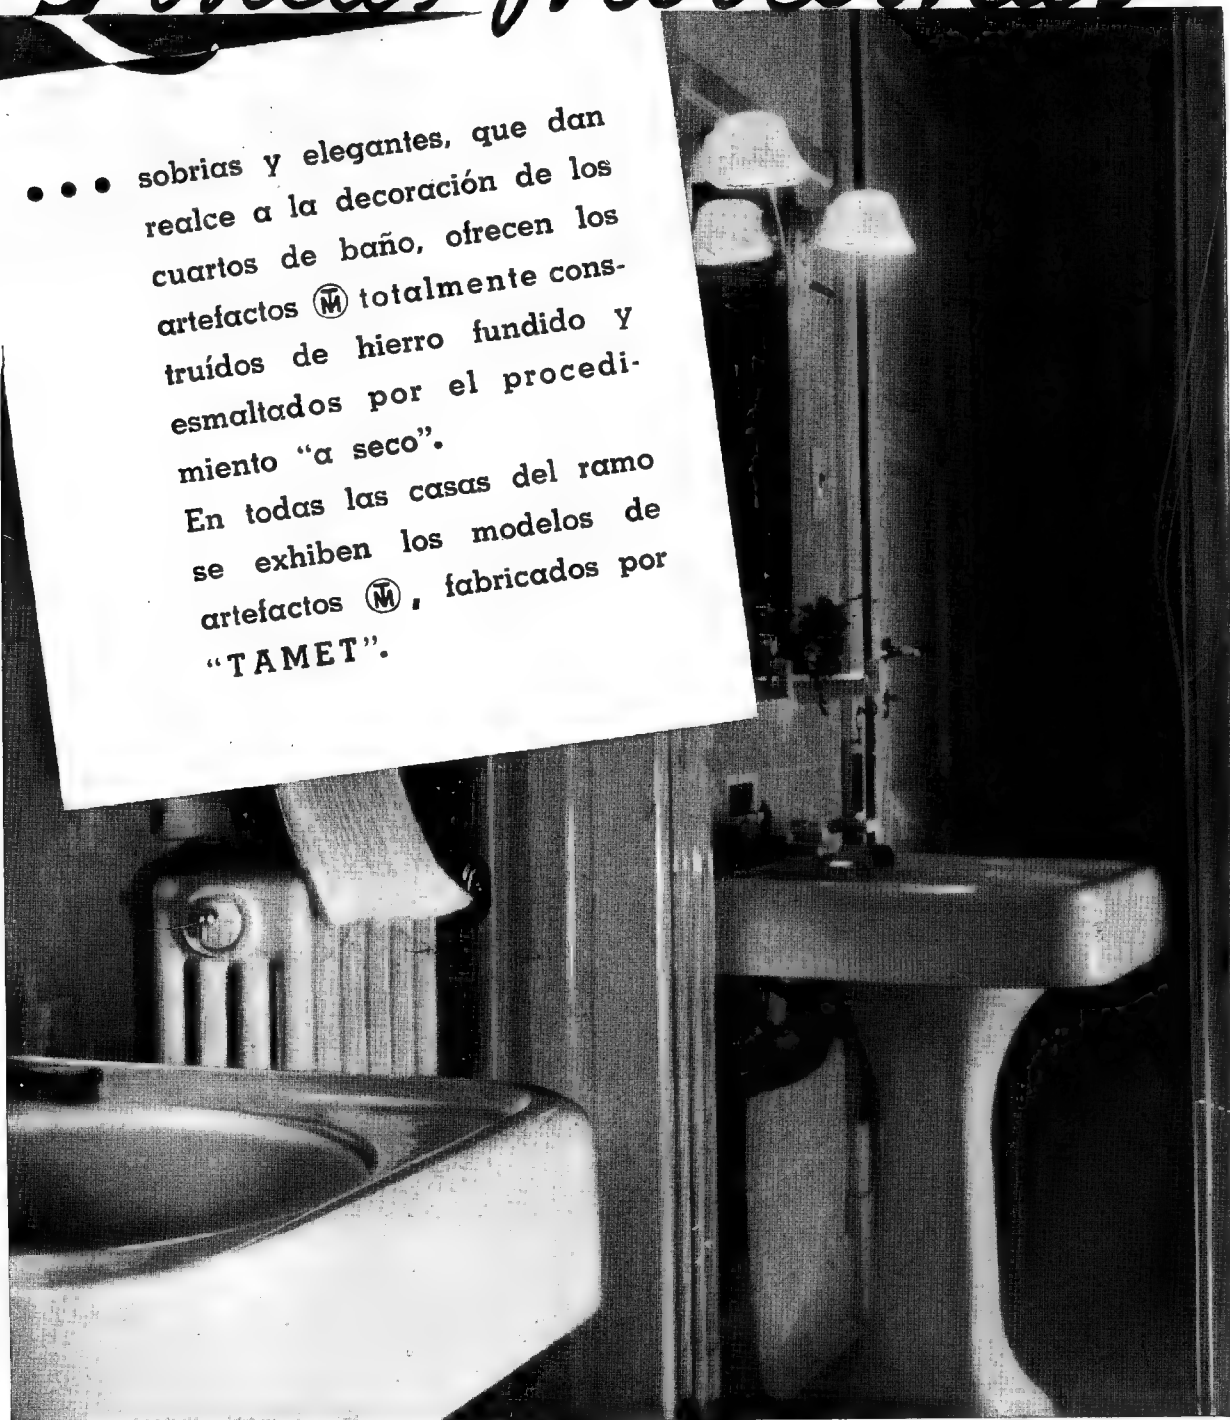 ... sobrias y elegantes, que dan
realce a la decoración de los
cuartos de baño, ofrecen los
artefactos TM totalmente cons-
truídos de hierro fundido y
esmaltados por el procedi-
miento “a seco”.
En todas las casas del ramo
se exhiben los modelos de
artefactos TM, fabricados por
“TAMET”.